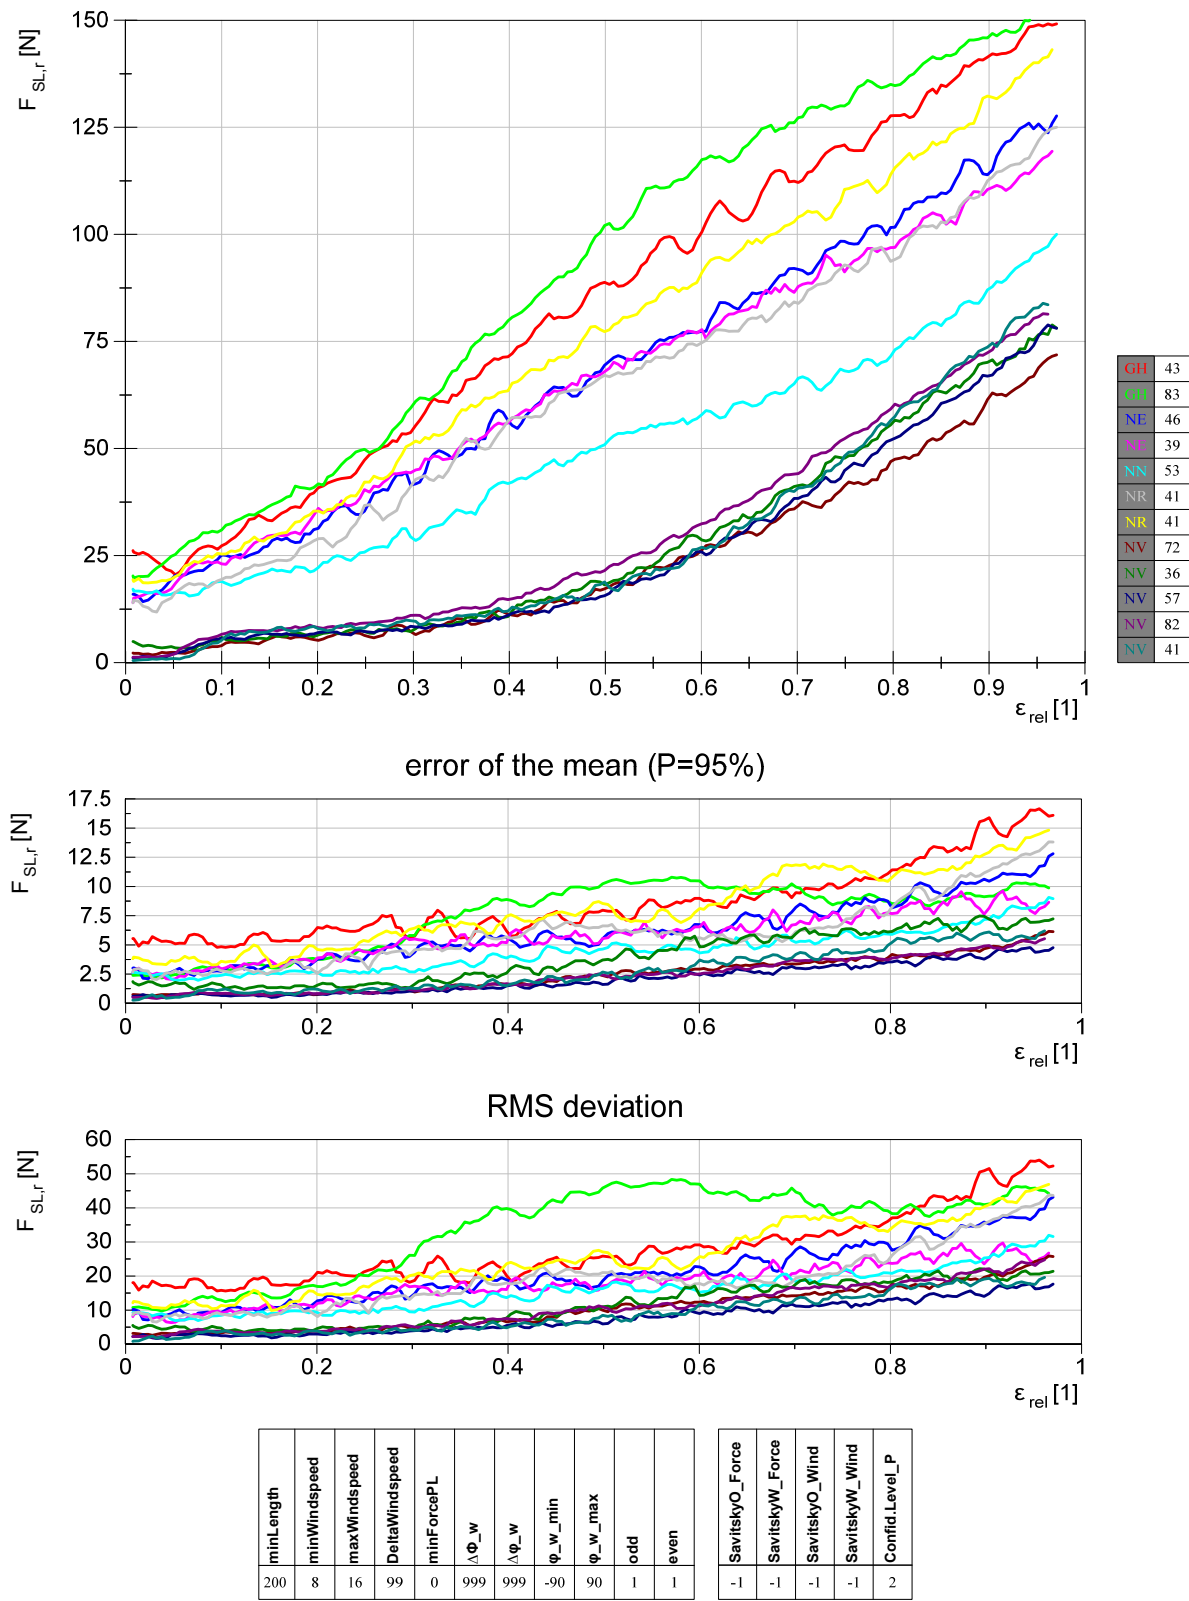 F SL,r [N]
150
125
100
75
50
25
0
0 0.1 0.2 0.3 0.4 0.5 0.6 0.7 0.8 0.9 1
ε rel [1]
GH 43
GH 83
NE 46
NE 39
NN 53
NR 41
NR 41
NV 72
NV 36
NV 57
NV 82
NV 41
error of the mean (P=95%)
F SL,r [N]
17.5
15
12.5
10
7.5
5
2.5
0
0 0.2 0.4 0.6 0.8 1
ε rel [1]
RMS deviation
F SL,r [N]
60
50
40
30
20
10
0
0 0.2 0.4 0.6 0.8 1
ε rel [1]
minLength minWindspeed maxWindspeed DeltaWindspeed minForcePL ΔΦ_w Δφ_w φ_w_min φ_w_max odd even
200 8 16 99 0 999 999 -90 90 1 1
SavitskyO_Force SavitskyW_Force SavitskyO_Wind SavitskyW_Wind Confid.Level_P
-1 -1 -1 -1 2